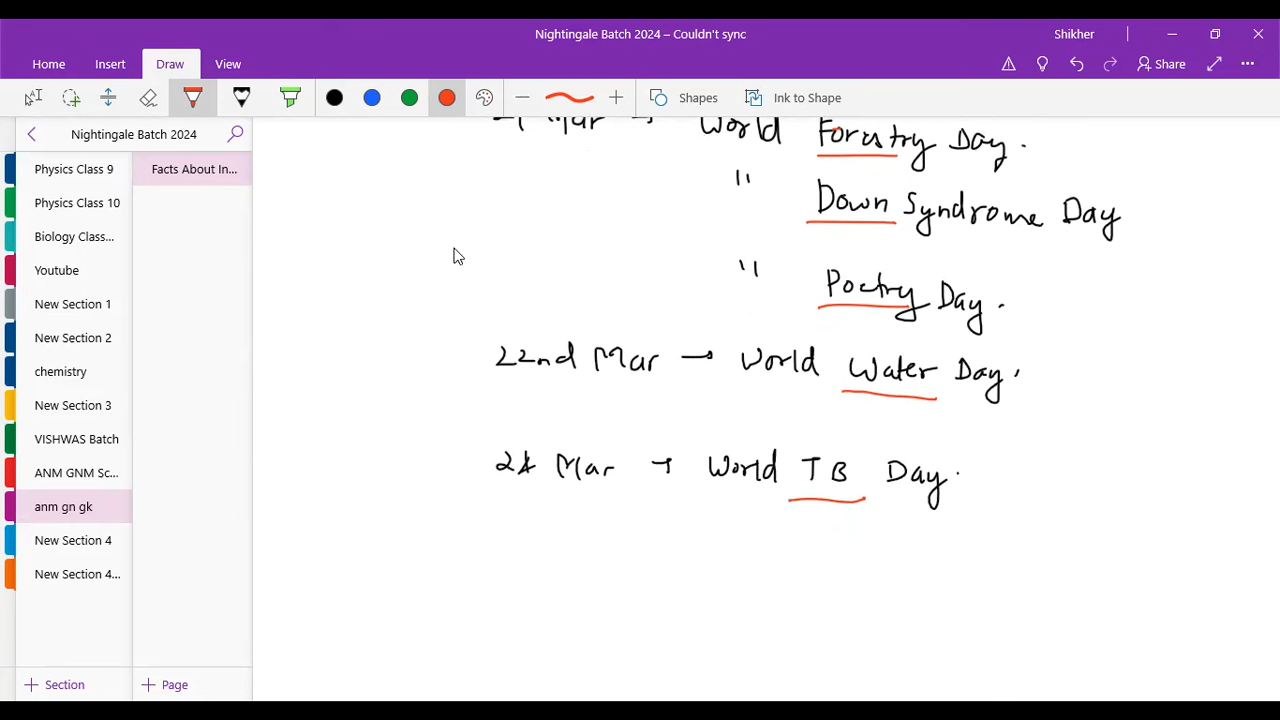 Nightingale Batch 2024 – Couldn't sync
Shikher
Home Insert Draw View
Share
Shapes
Ink to Shape
Nightingale Batch 2024
Physics Class 9
Physics Class 10
Biology Class...
Youtube
New Section 1
New Section 2
chemistry
New Section 3
VISHWAS Batch
ANM GNM Sc...
anm gn gk
New Section 4
New Section 4...
Section
Facts About In...
Page
21 Mar → World Forestry Day.
" Down Syndrome Day
" Poetry Day.
22nd Mar → World Water Day.
24 Mar → World TB Day.